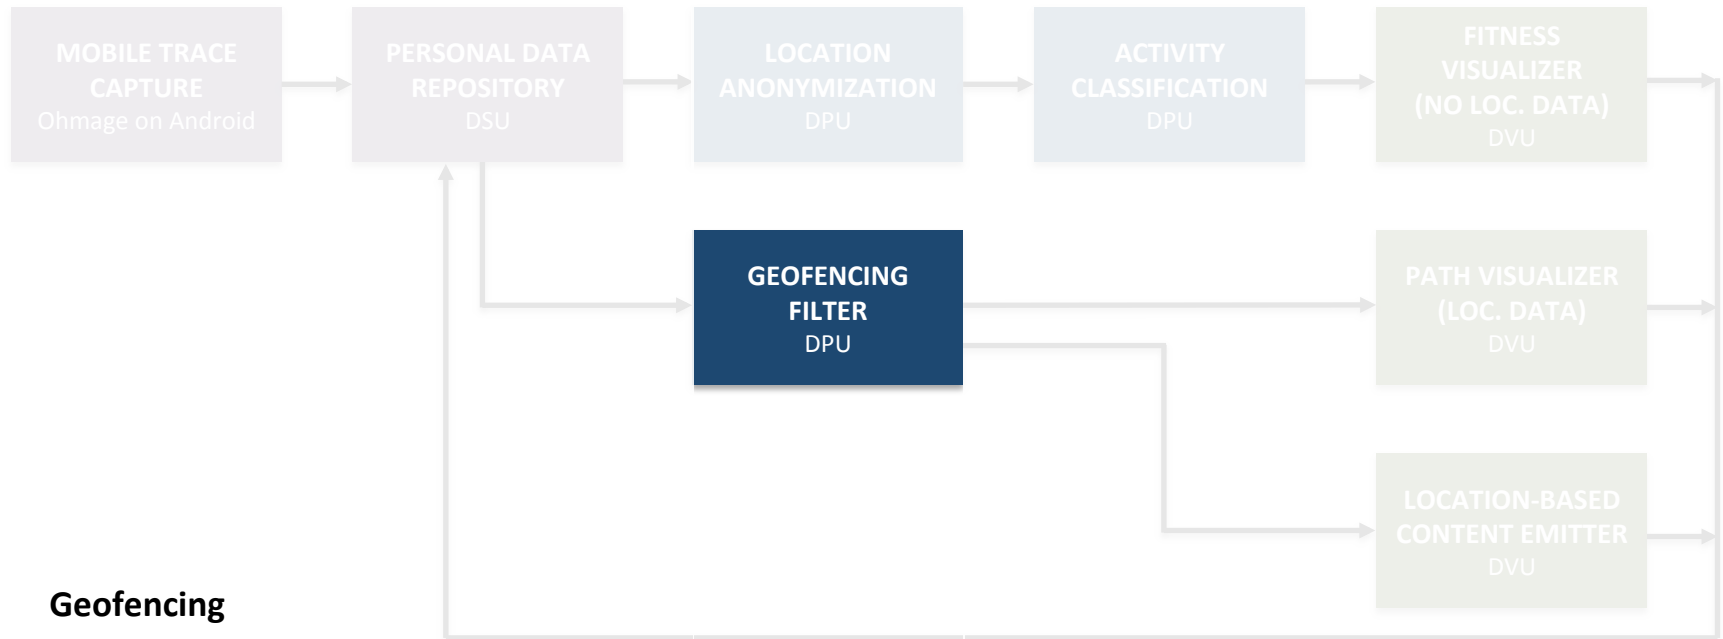 MOBILE TRACE
CAPTURE
Ohmage on Android
PERSONAL DATA
REPOSITORY
DSU
LOCATION
ANONYMIZATION
DPU
ACTIVITY
CLASSIFICATION
DPU
FITNESS
VISUALIZER
(NO LOC. DATA)
DVU
GEOFENCING
FILTER
DPU
PATH VISUALIZER
(LOC. DATA)
DVU
LOCATION-BASED
CONTENT EMITTER
DVU
Geofencing